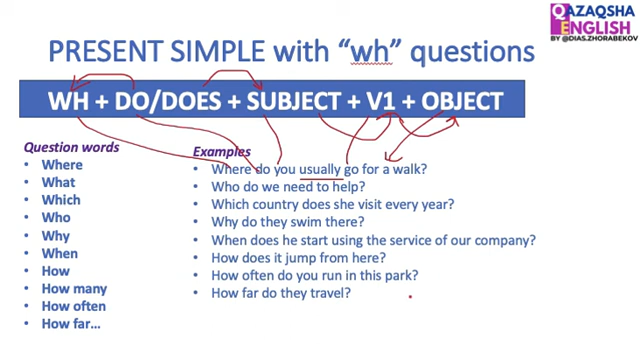 QAZAQSHA
ENGLISH
BY @DIAS.ZHORABEKOV
PRESENT SIMPLE with “wh” questions
WH + DO/DOES + SUBJECT + V1 + OBJECT
Question words
• Where
• What
• Which
• Who
• Why
• When
• How
• How many
• How often
• How far...
Examples
• Where do you usually go for a walk?
• Who do we need to help?
• Which country does she visit every year?
• Why do they swim there?
• When does he start using the service of our company?
• How does it jump from here?
• How often do you run in this park?
• How far do they travel?